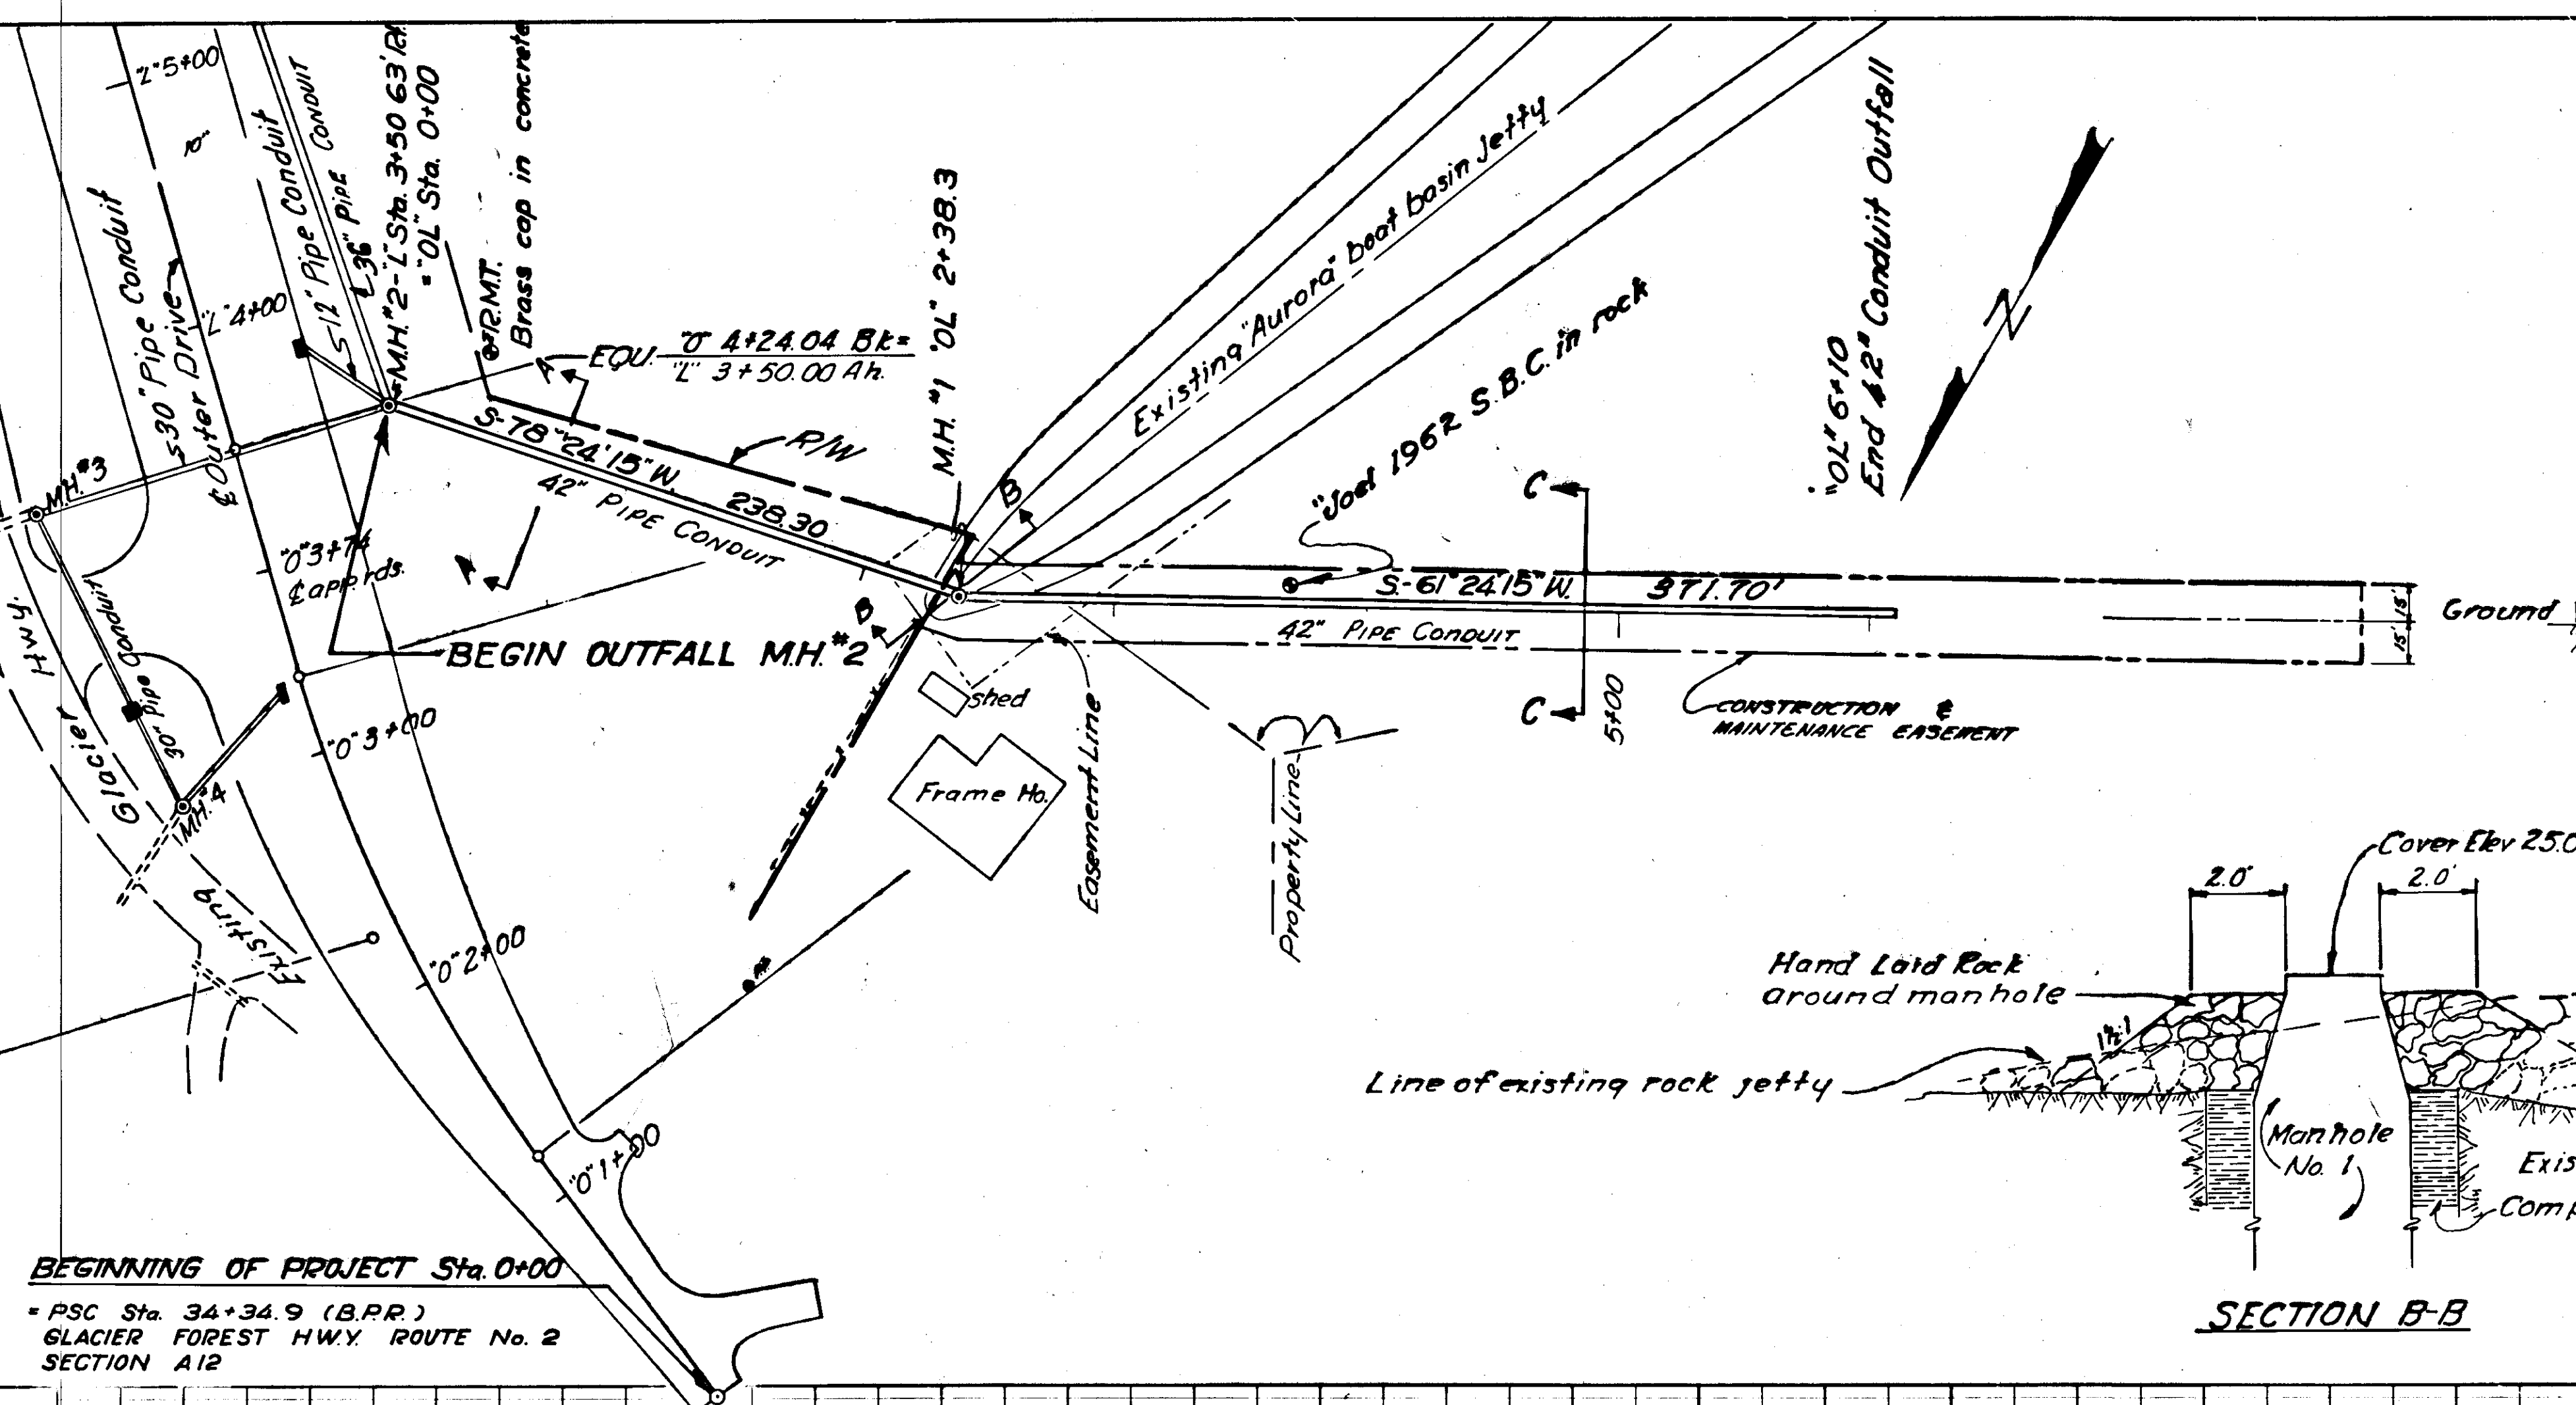 "L" 5+00
10"
S-12" Pipe Conduit
L-36" PIPE CONDUIT
M.H. #2-"L" Sta. 3+50 63' Rt.
= "OL" Sta. 0+00
R.M.T.
Brass cap in concrete
S30" Pipe Conduit
₵ Outer Drive
"L" 4+00
EQU. "O" 4+24.04 Bk=
"L" 3+50.00 Ah.
A
S-78°24'15" W. 238.30
42" PIPE CONDUIT
R/W
M.H. #1 "OL" 2+38.3
Existing "Aurora" boat basin Jetty
"Joel 1962 S.B.C. in rock
"OL" 6+10
End 42" Conduit Outfall
N
M.H. #3
"O" 3+74
₵ app. rds.
A
B
B
C
C
S-61°24'15" W. 371.70'
42" PIPE CONDUIT
5+00
15'
15'
Ground
BEGIN OUTFALL M.H. #2
CONSTRUCTION &
MAINTENANCE EASEMENT
shed
Frame Ho.
Easement Line
Property Line
Hwy.
Glacier
Existing
30" Pipe Conduit
M.H. #4
"O" 3+00
"O" 2+00
"O" 1+00
BEGINNING OF PROJECT Sta. 0+00
= PSC Sta. 34+34.9 (B.P.R.)
GLACIER FOREST HWY. ROUTE No. 2
SECTION A12
Cover Elev 25.0
2.0'
2.0'
Hand Laid Rock
around manhole
1½:1
Line of existing rock jetty
Manhole
No. 1
Exis
Comp
SECTION B-B